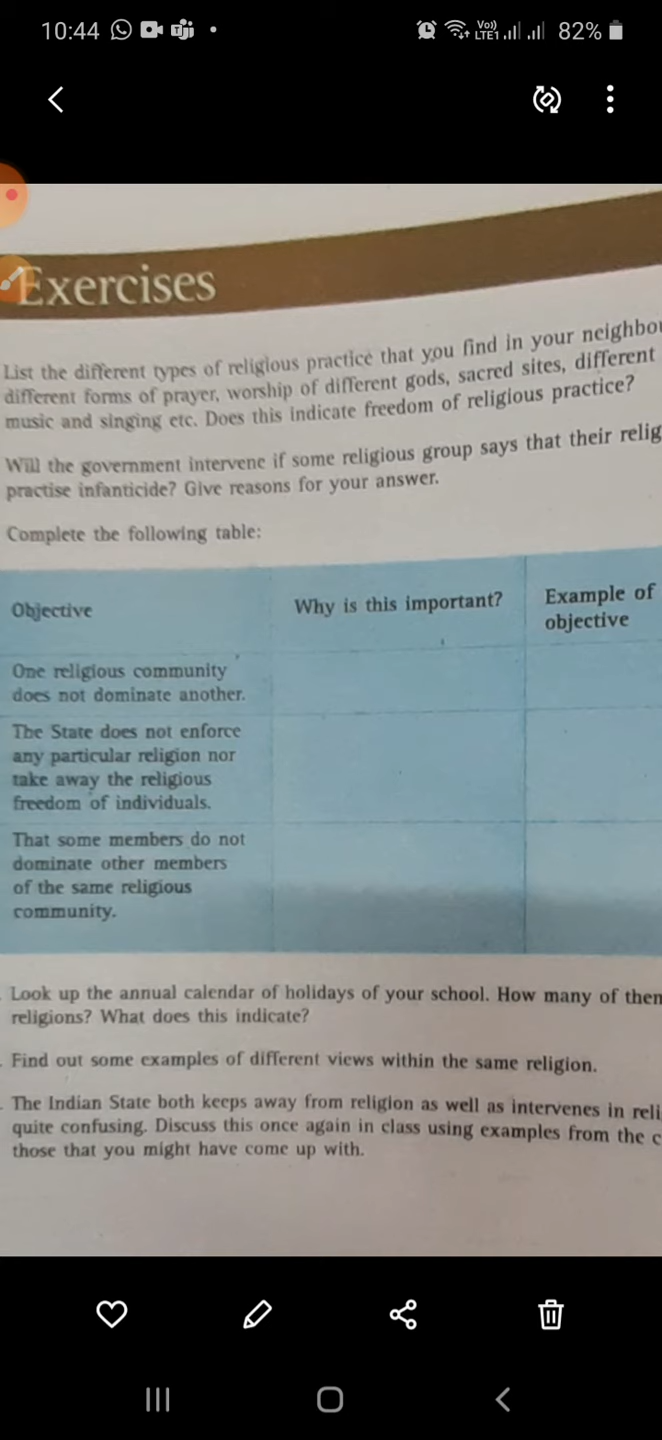 10:44
Vo))
LTE1
82%
Exercises
List the different types of religious practice that you find in your
different forms of prayer, worship of different gods, sacred sites, different
music and singing etc. Does this indicate freedom of religious practice?
Will the government intervene if some religious group says that their
practise infanticide? Give reasons for your answer.
Complete the following table:
Objective
Why is this important?
Example of
objective
One religious community
does not dominate another.
The State does not enforce
any particular religion nor
take away the religious
freedom of individuals.
That some members do not
dominate other members
of the same religious
community.
Look up the annual calendar of holidays of your school. How many of
religions? What does this indicate?
Find out some examples of different views within the same religion.
The Indian State both keeps away from religion as well as intervenes in
quite confusing. Discuss this once again in class using examples from the
those that you might have come up with.